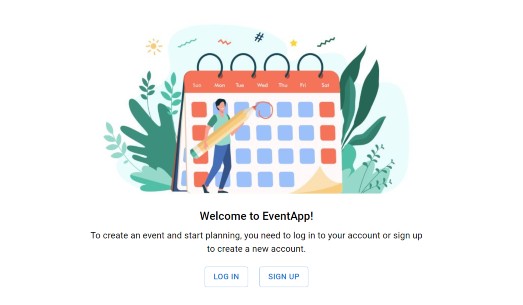 Sun Mon Tue Wed Thu Fri Sat
Welcome to EventApp!
To create an event and start planning, you need to log in to your account or sign up
to create a new account.
LOG IN SIGN UP